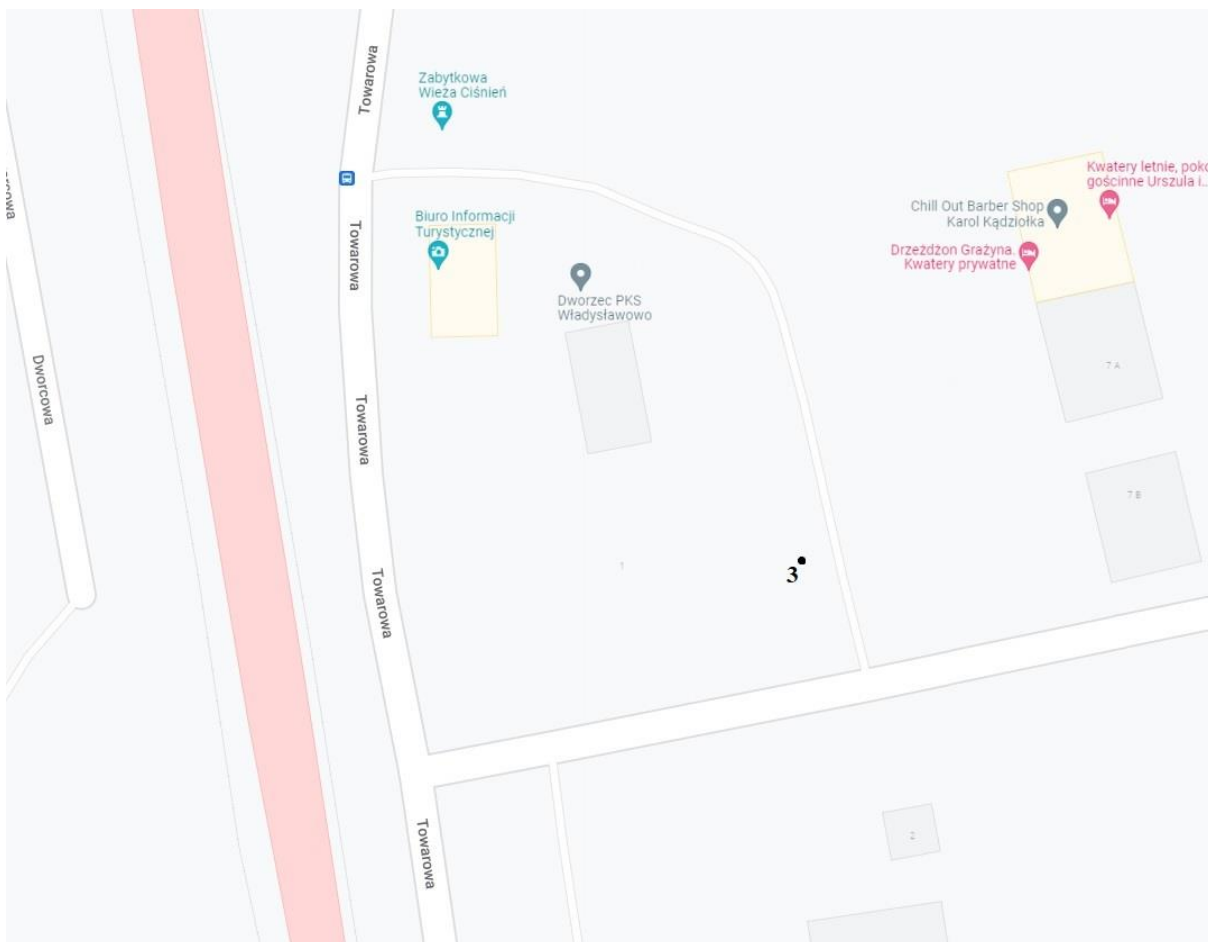 Towarowa
Zabytkowa
Wieża Ciśnień
Kwatery letnie, poko
gościnne Urszula i...
Chill Out Barber Shop
Karol Kądziołka
Biuro Informacji
Turystycznej
Towarowa
Drzeżdżon Grażyna.
Kwatery prywatne
Dworzec PKS
Władysławowo
Dworcowa
7 A
Towarowa
7 B
1
3
Towarowa
Towarowa
2